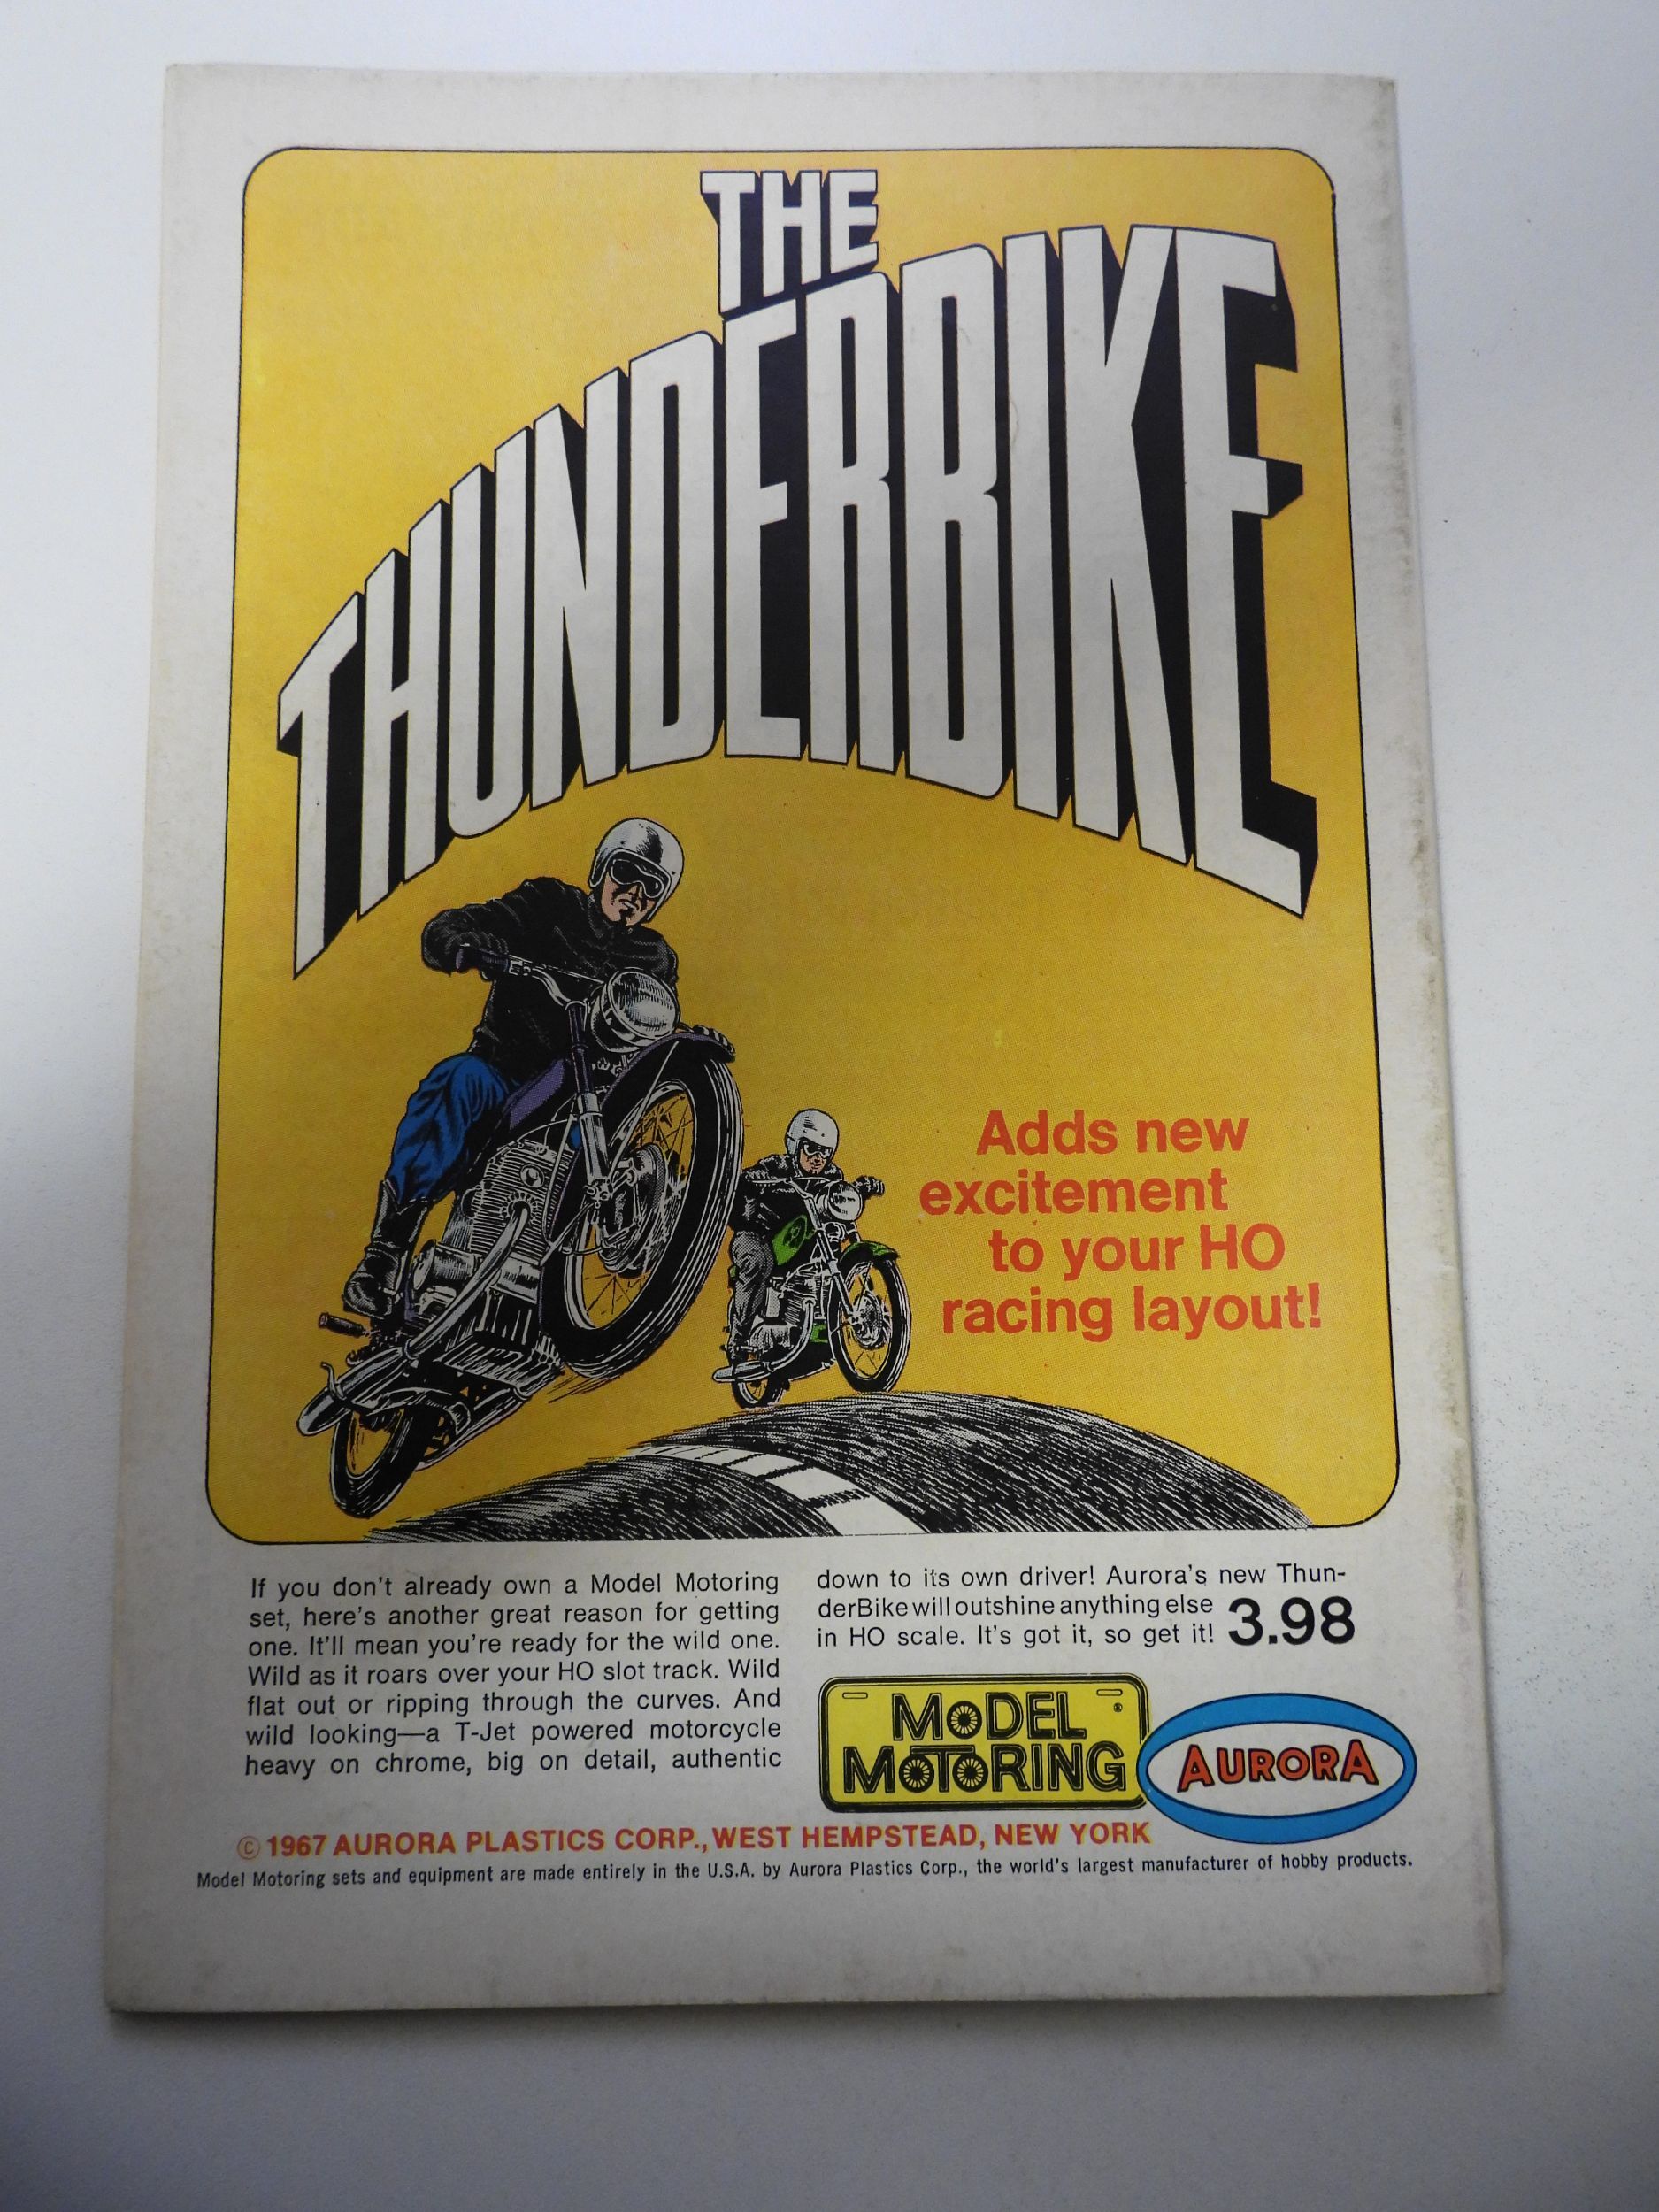 THE
THUNDERBIKE
Adds new
excitement
to your HO
racing layout!
If you don't already own a Model Motoring
set, here's another great reason for getting
one. It'll mean you're ready for the wild one.
Wild as it roars over your HO slot track. Wild
flat out or ripping through the curves. And
wild looking—a T-Jet powered motorcycle
heavy on chrome, big on detail, authentic
down to its own driver! Aurora's new Thun-
derBike will outshine anything else
in HO scale. It's got it, so get it! 3.98
MODEL
MOTORING
AURORA
© 1967 AURORA PLASTICS CORP., WEST HEMPSTEAD, NEW YORK
Model Motoring sets and equipment are made entirely in the U.S.A. by Aurora Plastics Corp., the world's largest manufacturer of hobby products.